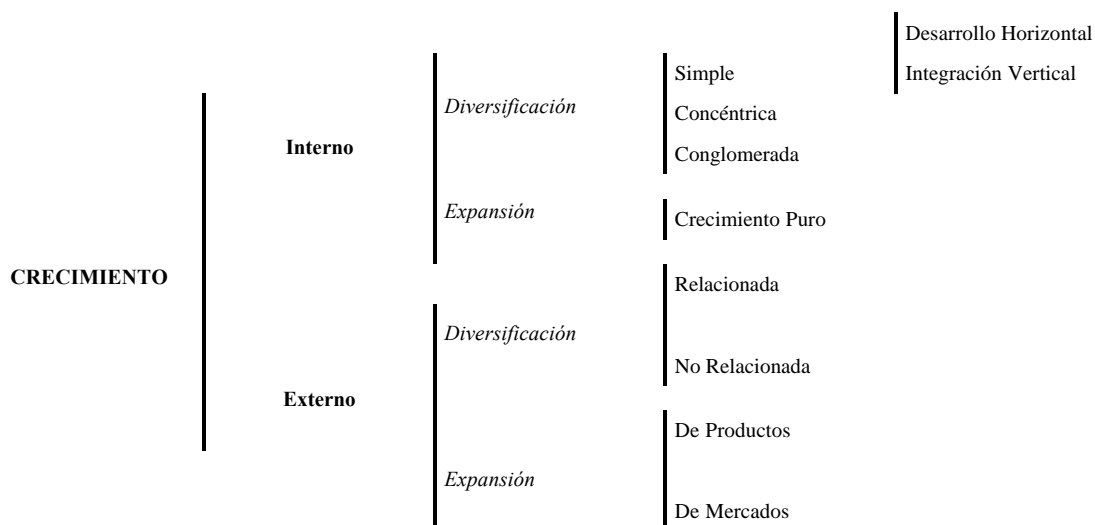 Desarrollo Horizontal
Simple
Integración Vertical
Diversificación
Concéntrica
Interno
Conglomerada
Expansión
Crecimiento Puro
CRECIMIENTO
Relacionada
Diversificación
No Relacionada
Externo
De Productos
Expansión
De Mercados